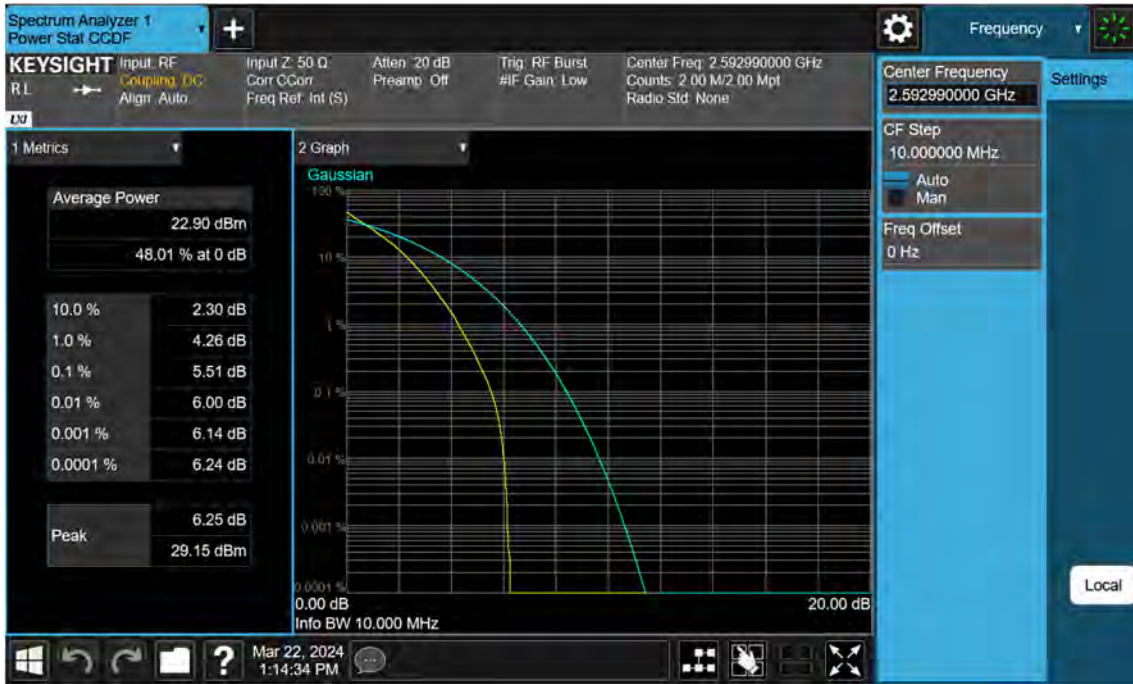 Spectrum Analyzer 1
Power Stat CCDF
Frequency
KEYSIGHT
R L
LXI
Input: RF
Coupling: DC
Align: Auto
Input Z: 50 Ω
Corr CCorr
Freq Ref: Int (S)
Atten: 20 dB
Preamp: Off
Trig: RF Burst
#IF Gain: Low
Center Freq: 2.592990000 GHz
Counts: 2.00 M/2.00 Mpt
Radio Std: None
Center Frequency
2.592990000 GHz
Settings
CF Step
10.000000 MHz
Auto
Man
Freq Offset
0 Hz
Local
1 Metrics
Average Power
22.90 dBm
48.01 % at 0 dB
10.0 % 2.30 dB
1.0 % 4.26 dB
0.1 % 5.51 dB
0.01 % 6.00 dB
0.001 % 6.14 dB
0.0001 % 6.24 dB
Peak
6.25 dB
29.15 dBm
2 Graph
Gaussian
100 %
10 %
1 %
0.1 %
0.01 %
0.001 %
0.0001 %
0.00 dB 20.00 dB
Info BW 10.000 MHz
?
Mar 22, 2024
1:14:34 PM